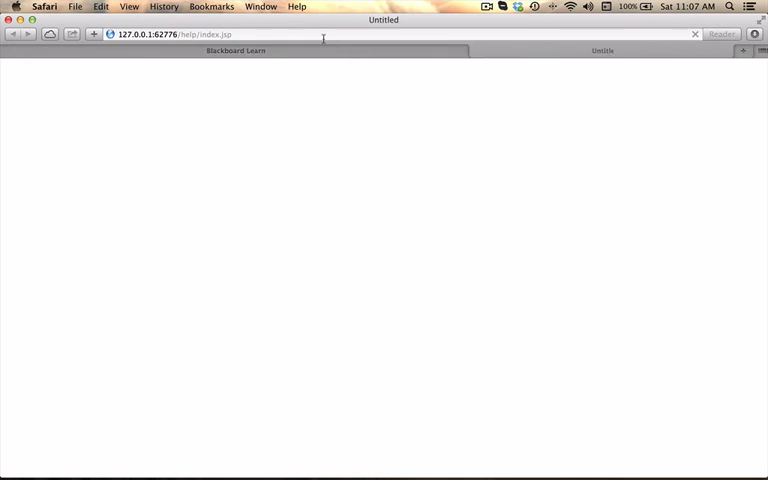 Safari File Edit View History Bookmarks Window Help 100% Sat 11:07 AM
Untitled
127.0.0.1:62776/help/index.jsp Reader
Blackboard Learn Untitle